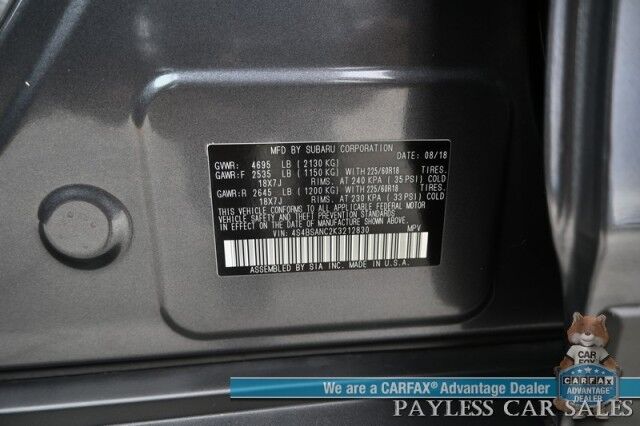 MFD BY SUBARU CORPORATION DATE: 08/18
GVWR: 4695 LB ( 2130 KG)
GAWR:F 2535 LB ( 1150 KG) WITH 225/60R18 TIRES.
18X7J RIMS. AT 240 KPA ( 35 PSI) COLD
GAWR:R 2645 LB ( 1200 KG) WITH 225/60R18 TIRES.
18X7J RIMS. AT 230 KPA ( 33 PSI) COLD
THIS VEHICLE CONFORMS TO ALL APPLICABLE FEDERAL MOTOR
VEHICLE SAFETY, AND THEFT PREVENTION STANDARDS IN EFFECT ON THE
DATE OF MANUFACTURE SHOWN ABOVE.
VIN: 4S4BSANC2K3212830 MPV
ASSEMBLED BY SIA INC. MADE IN U.S.A.
CAR
FOX
CARFAX
ADVANTAGE
DEALER
We are a CARFAX® Advantage Dealer
PAYLESS CAR SALES